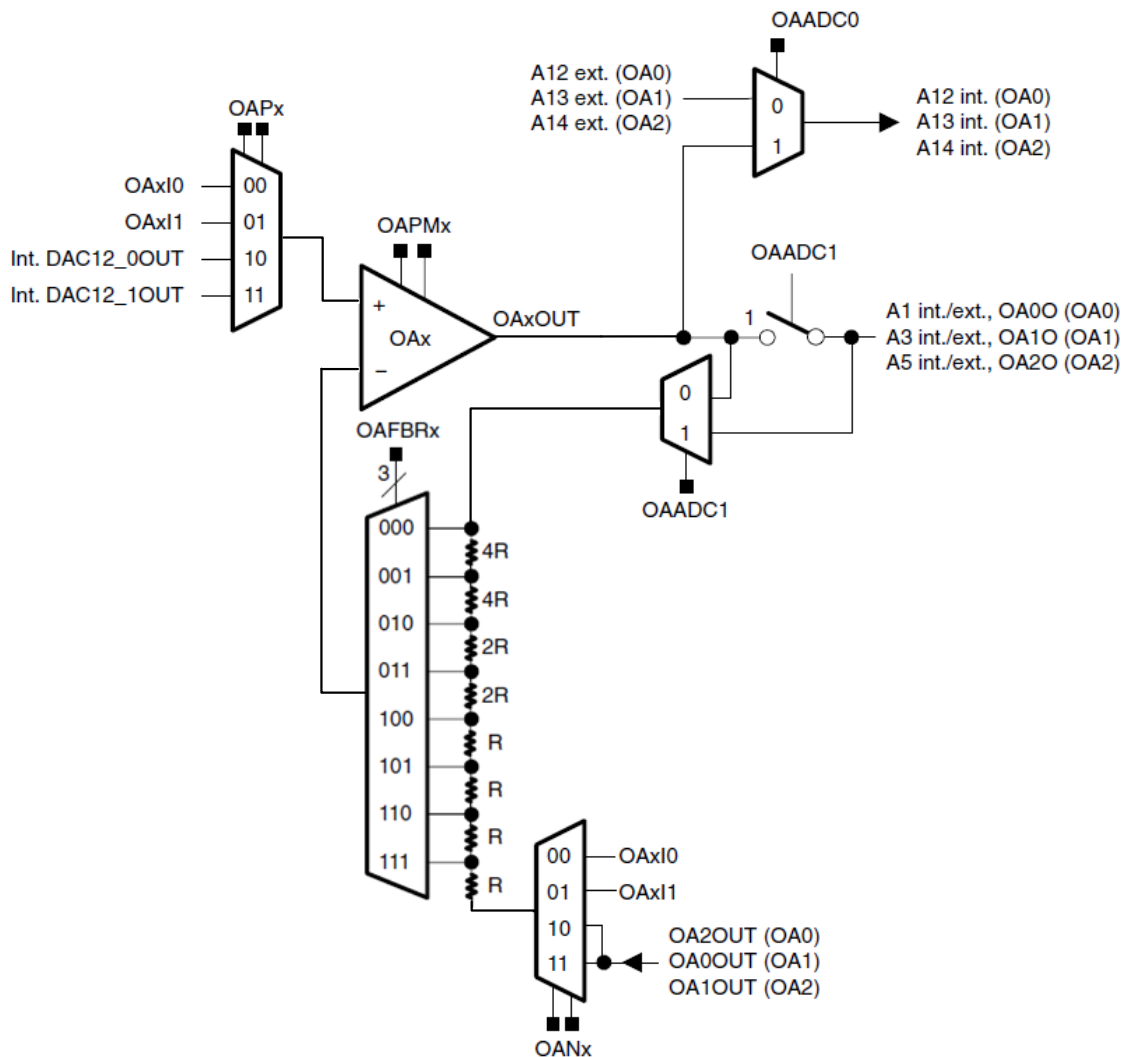 OAADC0
A12 ext. (OA0)
A13 ext. (OA1)
A14 ext. (OA2)
0
1
A12 int. (OA0)
A13 int. (OA1)
A14 int. (OA2)
OAPx
OAxI0
OAxI1
Int. DAC12_0OUT
Int. DAC12_1OUT
00
01
10
11
OAPMx
+
OAx
−
OAxOUT
OAADC1
1
A1 int./ext., OA0O (OA0)
A3 int./ext., OA1O (OA1)
A5 int./ext., OA2O (OA2)
0
1
OAADC1
OAFBRx
3
000
001
010
011
100
101
110
111
4R
4R
2R
2R
R
R
R
R
00
01
10
11
OAxI0
OAxI1
OA2OUT (OA0)
OA0OUT (OA1)
OA1OUT (OA2)
OANx